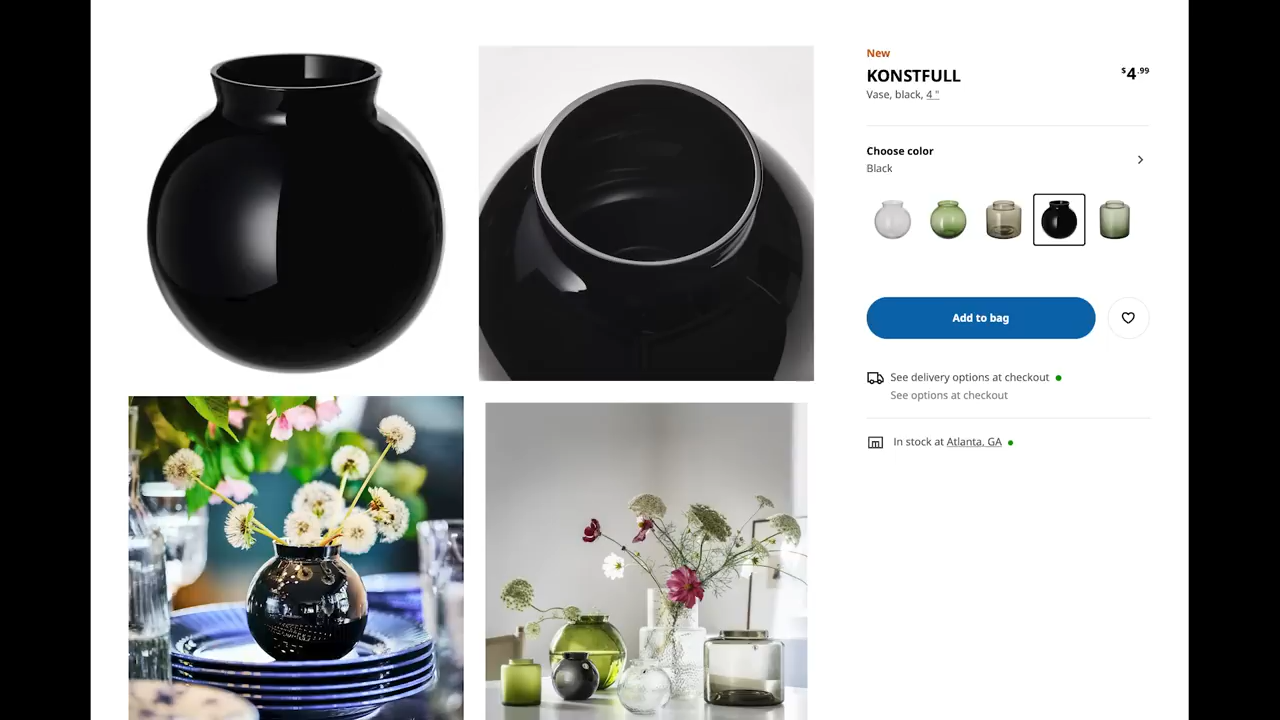 New
KONSTFULL
$4.99
Vase, black, 4 "
Choose color
Black
Add to bag
See delivery options at checkout
See options at checkout
In stock at Atlanta, GA